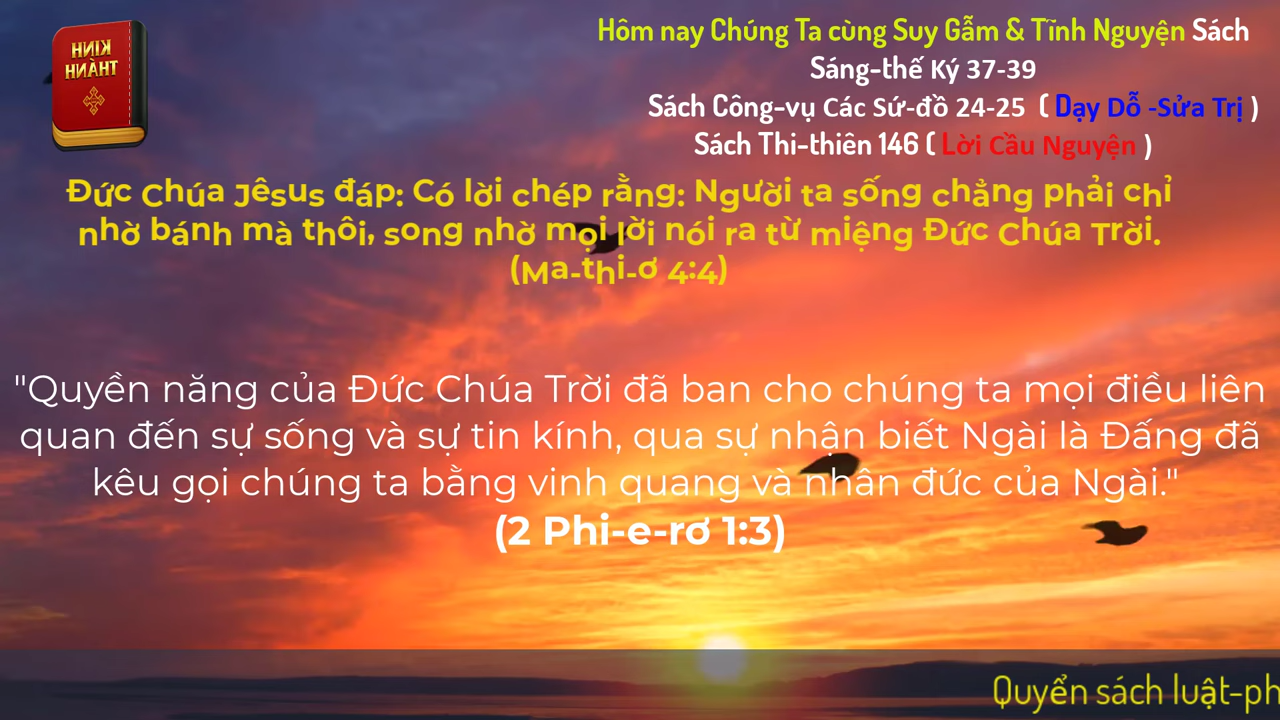 KINH
THÀNH
Hôm nay Chúng Ta cùng Suy Gẫm & Tĩnh Nguyện Sách
Sáng-thế Ký 37-39
Sách Công-vụ Các Sứ-đồ 24-25 ( Dạy Dỗ -Sửa Trị )
Sách Thi-thiên 146 ( Lời Cầu Nguyện )
Đức Chúa Jêsus đáp: Có lời chép rằng: Người ta sống chẳng phải chỉ
nhờ bánh mà thôi, song nhờ mọi lời nói ra từ miệng Đức Chúa Trời.
(Ma-thi-ơ 4:4)
"Quyền năng của Đức Chúa Trời đã ban cho chúng ta mọi điều liên
quan đến sự sống và sự tin kính, qua sự nhận biết Ngài là Đấng đã
kêu gọi chúng ta bằng vinh quang và nhân đức của Ngài."
(2 Phi-e-rơ 1:3)
Quyển sách luật-ph